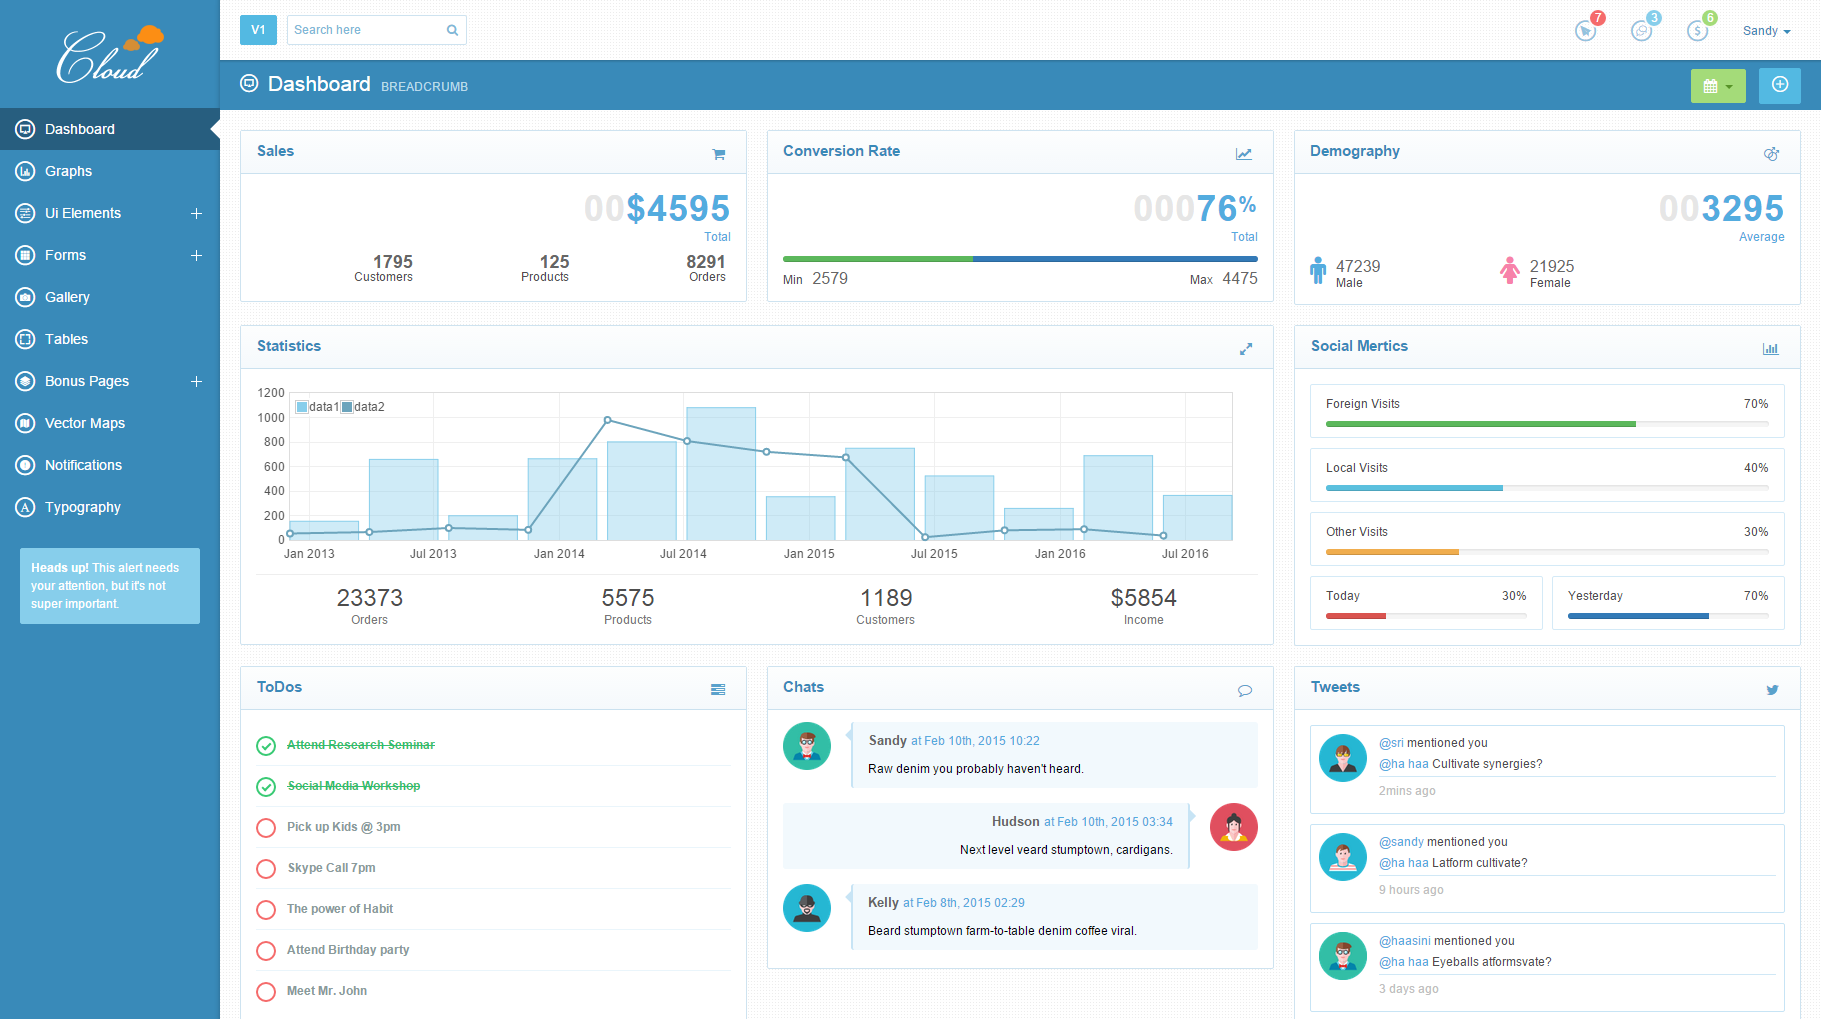 Cloud
V1
Search here
7
3
6
Sandy
Dashboard BREADCRUMB
Dashboard
Graphs
Ui Elements
Forms
Gallery
Tables
Bonus Pages
Vector Maps
Notifications
Typography
Heads up! This alert needs
your attention, but it's not
super important.
Sales
00$4595
Total
1795
Customers
125
Products
8291
Orders
Conversion Rate
00076%
Total
Min 2579
Max 4475
Demography
003295
Average
47239
Male
21925
Female
Statistics
1200
1000
800
600
400
200
0
data1
data2
Jan 2013
Jul 2013
Jan 2014
Jul 2014
Jan 2015
Jul 2015
Jan 2016
Jul 2016
23373
Orders
5575
Products
1189
Customers
$5854
Income
Social Mertics
Foreign Visits 70%
Local Visits 40%
Other Visits 30%
Today 30%
Yesterday 70%
ToDos
Attend Research Seminar
Social Media Workshop
Pick up Kids @ 3pm
Skype Call 7pm
The power of Habit
Attend Birthday party
Meet Mr. John
Chats
Sandy at Feb 10th, 2015 10:22
Raw denim you probably haven't heard.
Hudson at Feb 10th, 2015 03:34
Next level veard stumptown, cardigans.
Kelly at Feb 8th, 2015 02:29
Beard stumptown farm-to-table denim coffee viral.
Tweets
@sri mentioned you
@ha haa Cultivate synergies?
2mins ago
@sandy mentioned you
@ha haa Latform cultivate?
9 hours ago
@haasini mentioned you
@ha haa Eyeballs atformsvate?
3 days ago